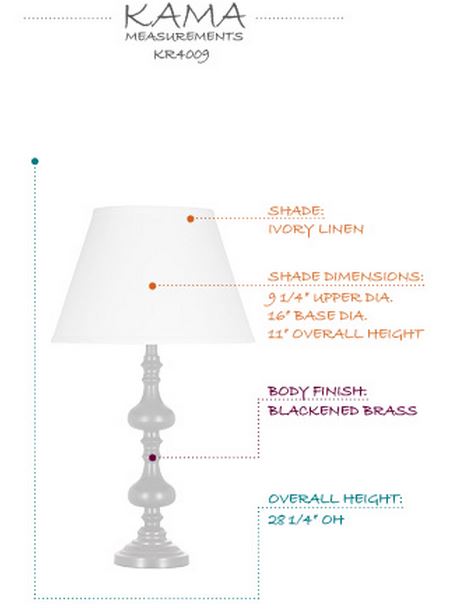 KAMA
MEASUREMENTS
KR4009
SHADE:
IVORY LINEN
SHADE DIMENSIONS:
9 1/4" UPPER DIA.
16" BASE DIA.
11" OVERALL HEIGHT
BODY FINISH:
BLACKENED BRASS
OVERALL HEIGHT:
28 1/4" OH